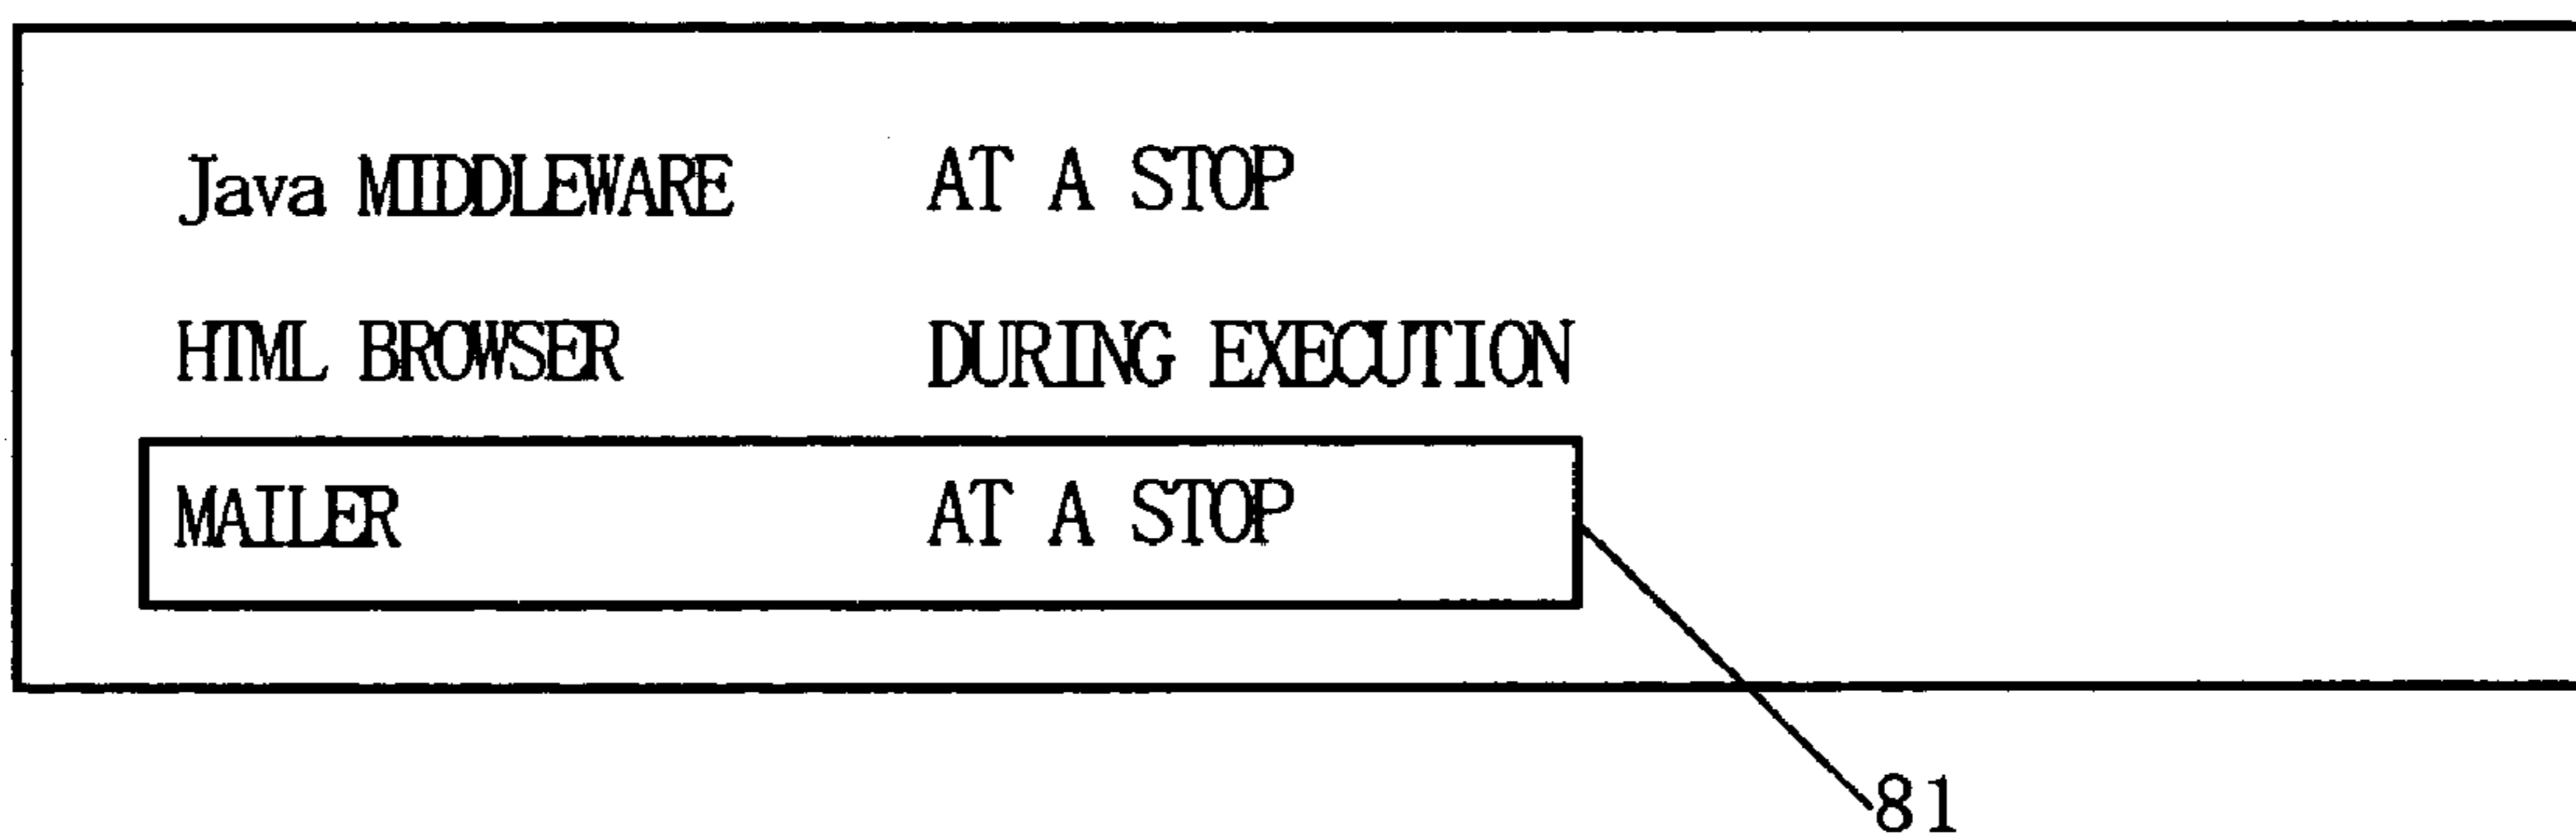 Java MIDDLEWARE AT A STOP
HTML BROWSER DURING EXECUTION
MAILER AT A STOP
81